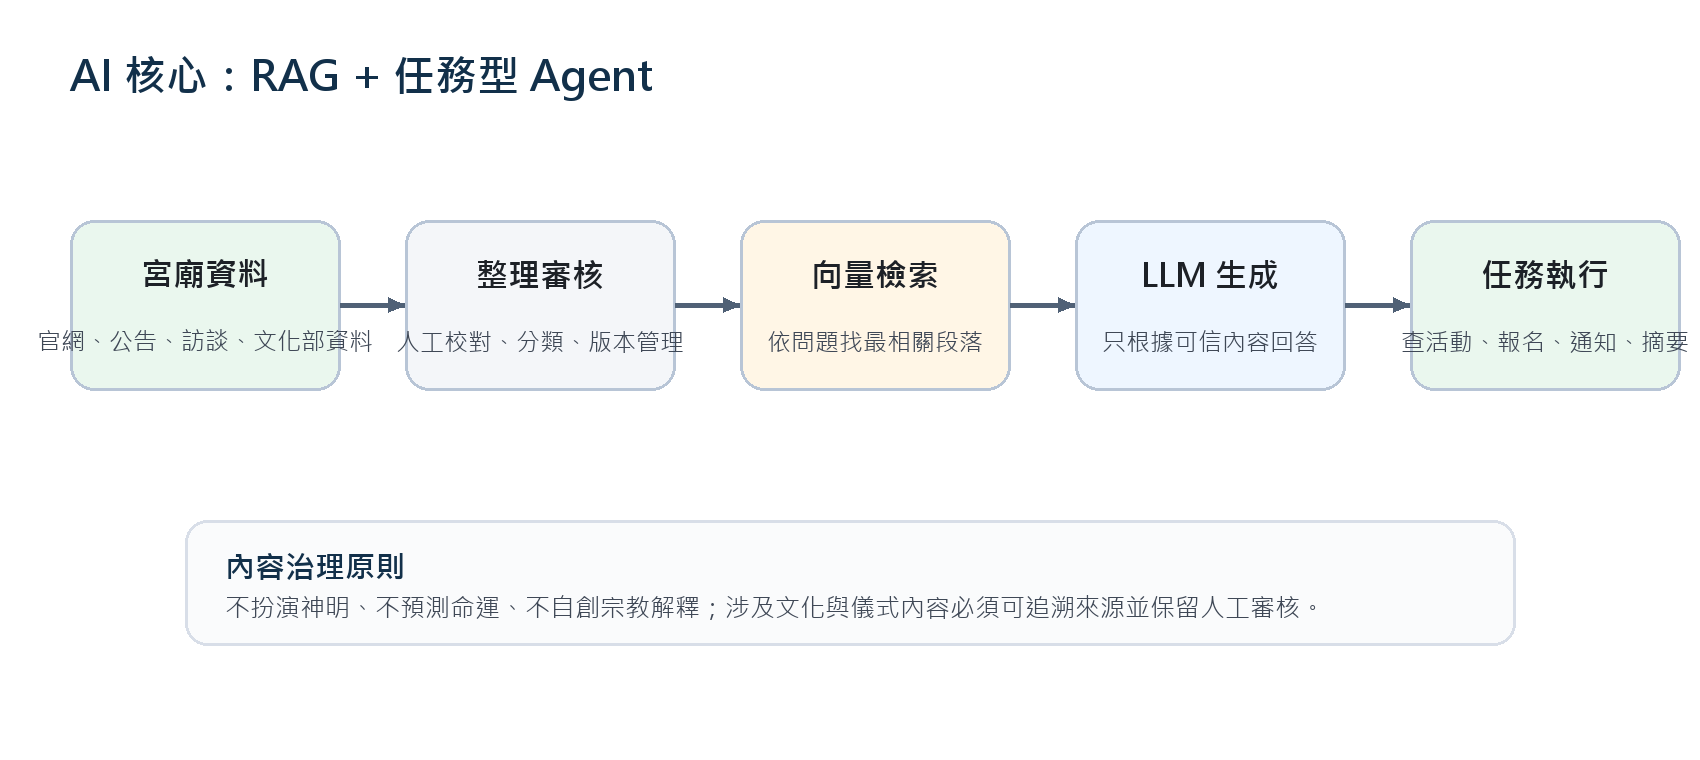 AI 核心：RAG + 任務型 Agent
宮廟資料
官網、公告、訪談、文化部資料
整理審核
人工校對、分類、版本管理
向量檢索
依問題找最相關段落
LLM 生成
只根據可信內容回答
任務執行
查活動、報名、通知、摘要
內容治理原則
不扮演神明、不預測命運、不自創宗教解釋；涉及文化與儀式內容必須可追溯來源並保留人工審核。